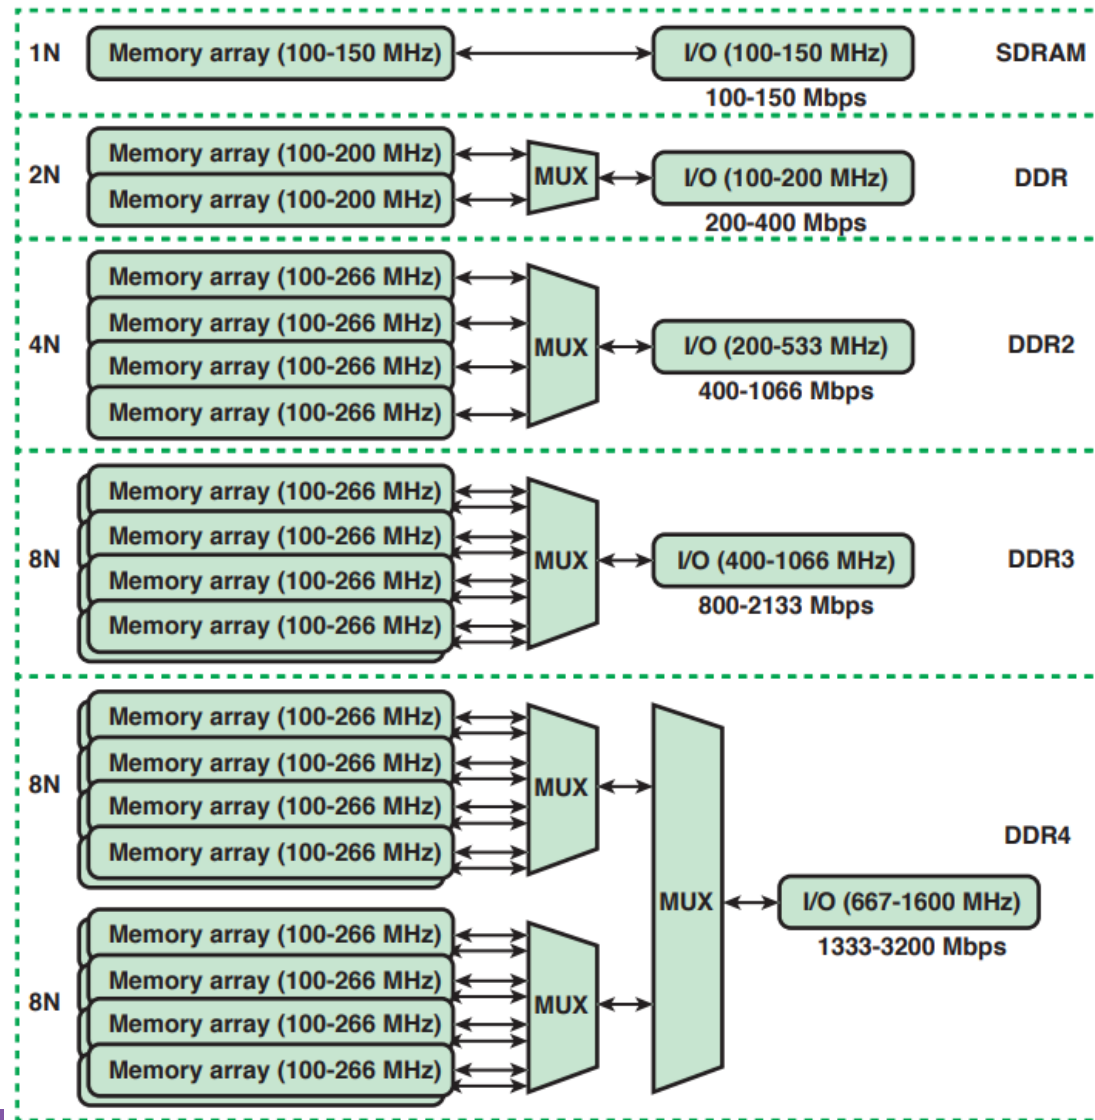 1N Memory array (100-150 MHz) I/O (100-150 MHz) SDRAM
100-150 Mbps
Memory array (100-200 MHz)
2N MUX I/O (100-200 MHz) DDR
Memory array (100-200 MHz)
200-400 Mbps
Memory array (100-266 MHz)
Memory array (100-266 MHz)
4N MUX I/O (200-533 MHz) DDR2
Memory array (100-266 MHz)
400-1066 Mbps
Memory array (100-266 MHz)
Memory array (100-266 MHz)
Memory array (100-266 MHz)
8N MUX I/O (400-1066 MHz) DDR3
Memory array (100-266 MHz)
800-2133 Mbps
Memory array (100-266 MHz)
Memory array (100-266 MHz)
Memory array (100-266 MHz)
8N MUX
Memory array (100-266 MHz)
DDR4
Memory array (100-266 MHz)
MUX I/O (667-1600 MHz)
Memory array (100-266 MHz)
1333-3200 Mbps
Memory array (100-266 MHz)
8N MUX
Memory array (100-266 MHz)
Memory array (100-266 MHz)